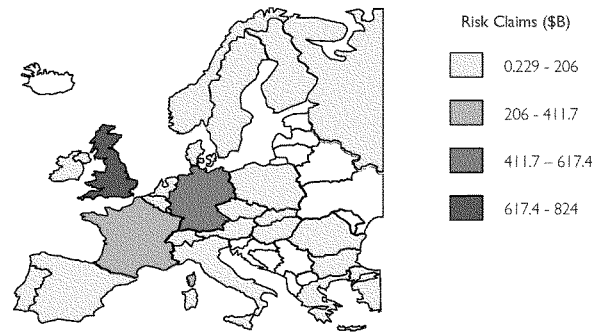 Risk Claims ($B)
0.229 - 206
206 - 411.7
411.7 – 617.4
617.4 - 824